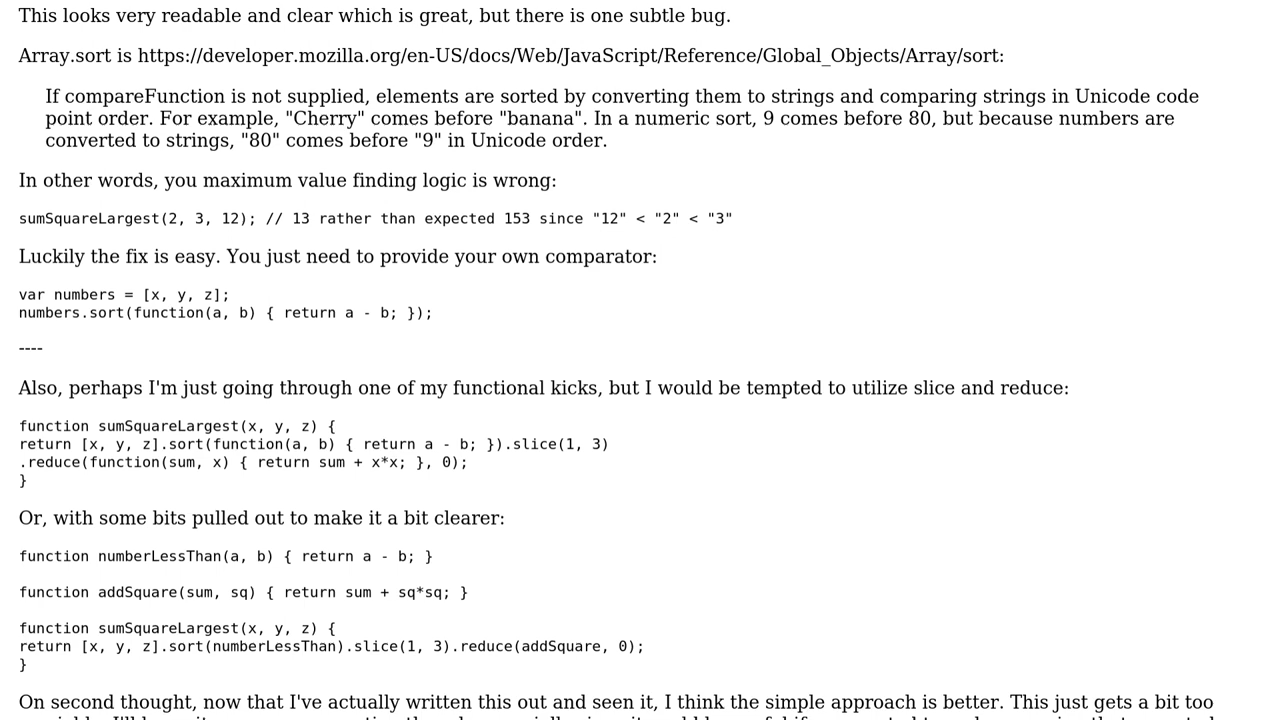 This looks very readable and clear which is great, but there is one subtle bug.
Array.sort is https://developer.mozilla.org/en-US/docs/Web/JavaScript/Reference/Global_Objects/Array/sort:
If compareFunction is not supplied, elements are sorted by converting them to strings and comparing strings in Unicode code
point order. For example, "Cherry" comes before "banana". In a numeric sort, 9 comes before 80, but because numbers are
converted to strings, "80" comes before "9" in Unicode order.
In other words, you maximum value finding logic is wrong:
sumSquareLargest(2, 3, 12); // 13 rather than expected 153 since "12" < "2" < "3"
Luckily the fix is easy. You just need to provide your own comparator:
var numbers = [x, y, z];
numbers.sort(function(a, b) { return a - b; });
----
Also, perhaps I'm just going through one of my functional kicks, but I would be tempted to utilize slice and reduce:
function sumSquareLargest(x, y, z) {
return [x, y, z].sort(function(a, b) { return a - b; }).slice(1, 3)
.reduce(function(sum, x) { return sum + x*x; }, 0);
}
Or, with some bits pulled out to make it a bit clearer:
function numberLessThan(a, b) { return a - b; }
function addSquare(sum, sq) { return sum + sq*sq; }
function sumSquareLargest(x, y, z) {
return [x, y, z].sort(numberLessThan).slice(1, 3).reduce(addSquare, 0);
}
On second thought, now that I've actually written this out and seen it, I think the simple approach is better. This just gets a bit too